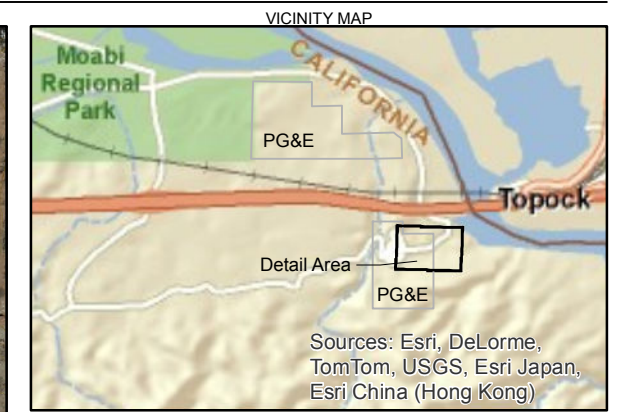 VICINITY MAP
Moabi
Regional
Park
CALIFORNIA
PG&E
Topock
Detail Area
PG&E
Sources: Esri, DeLorme,
TomTom, USGS, Esri Japan,
Esri China (Hong Kong)